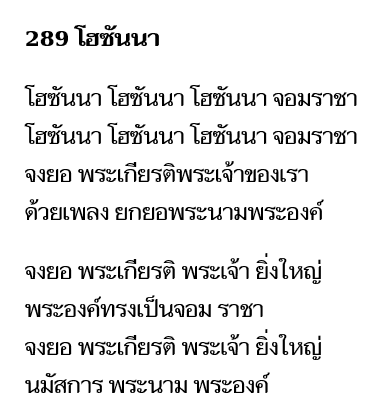 289 โฮซันนา
โฮซันนา โฮซันนา โฮซันนา จอมราชา
โฮซันนา โฮซันนา โฮซันนา จอมราชา
จงยอ พระเกียรติพระเจ้าของเรา
ด้วยเพลง ยกยอพระนามพระองค์
จงยอ พระเกียรติ พระเจ้า ยิ่งใหญ่
พระองค์ทรงเป็นจอม ราชา
จงยอ พระเกียรติ พระเจ้า ยิ่งใหญ่
นมัสการ พระนาม พระองค์